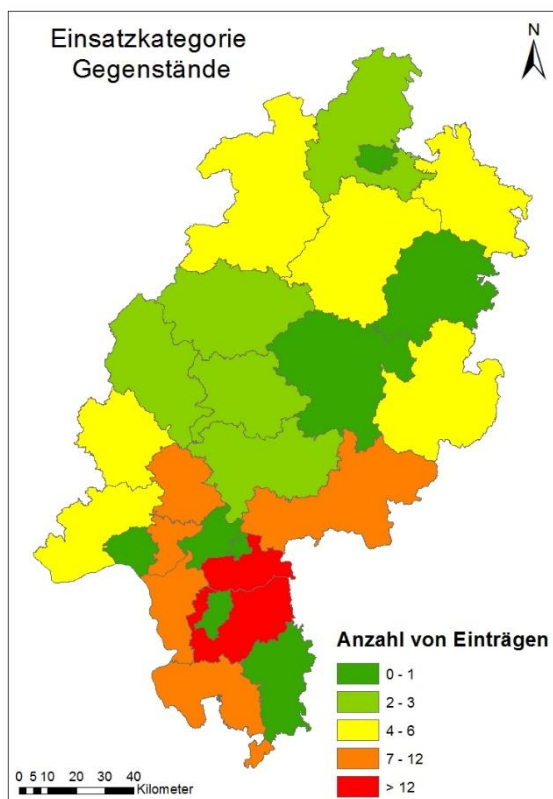 Einsatzkategorie
Gegenstände
N
Anzahl von Einträgen
0 - 1
2 - 3
4 - 6
7 - 12
> 12
0 5 10 20 30 40
Kilometer